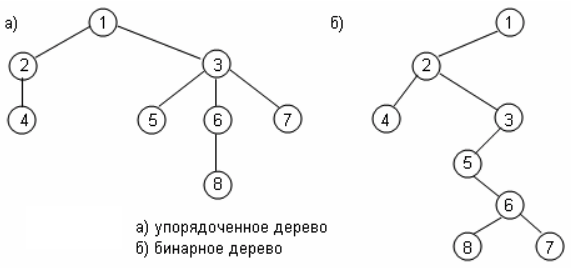 а) 1 б) 1
2 3 2
4 5 6 7 4 3
5
8 6
8 7
а) упорядоченное дерево
б) бинарное дерево